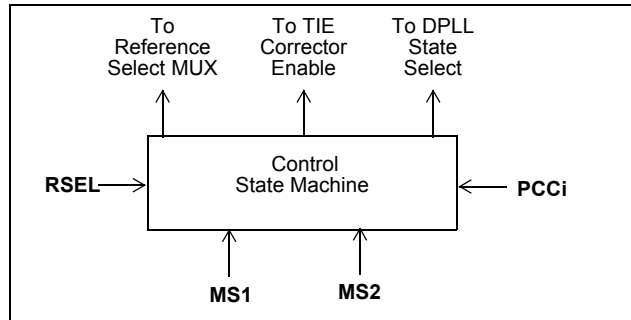 To
Reference
Select MUX
To TIE
Corrector
Enable
To DPLL
State
Select
Control
State Machine
RSEL
PCCi
MS1
MS2